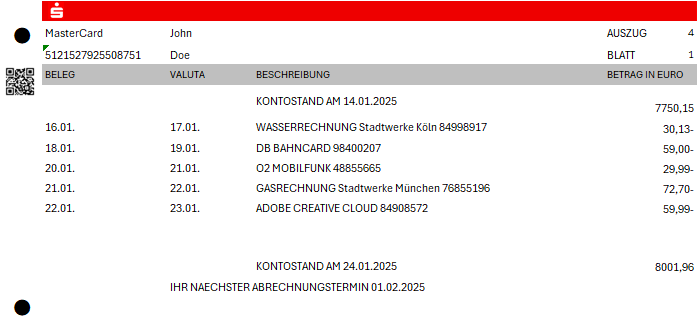 MasterCard John AUSZUG 4
5121527925508751 Doe BLATT 1
BELEG VALUTA BESCHREIBUNG BETRAG IN EURO
KONTOSTAND AM 14.01.2025 7750,15
16.01. 17.01. WASSERRECHNUNG Stadtwerke Köln 84998917 30,13-
18.01. 19.01. DB BAHNCARD 98400207 59,00-
20.01. 21.01. O2 MOBILFUNK 48855665 29,99-
21.01. 22.01. GASRECHNUNG Stadtwerke München 76855196 72,70-
22.01. 23.01. ADOBE CREATIVE CLOUD 84908572 59,99-
KONTOSTAND AM 24.01.2025 8001,96
IHR NAECHSTER ABRECHNUNGSTERMIN 01.02.2025